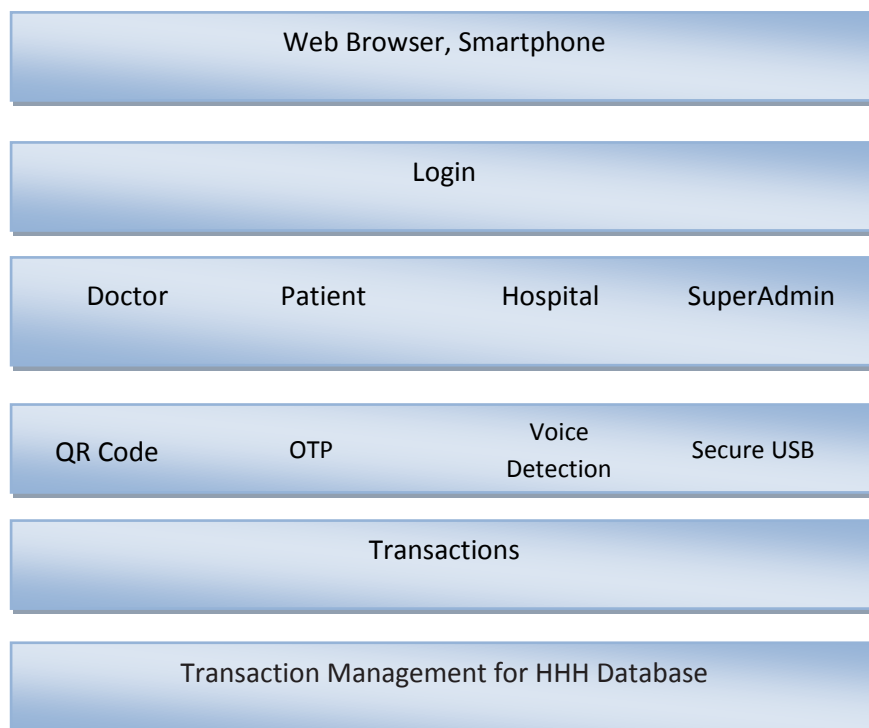 Web Browser, Smartphone
Login
Doctor Patient Hospital SuperAdmin
QR Code OTP Voice Detection Secure USB
Transactions
Transaction Management for HHH Database